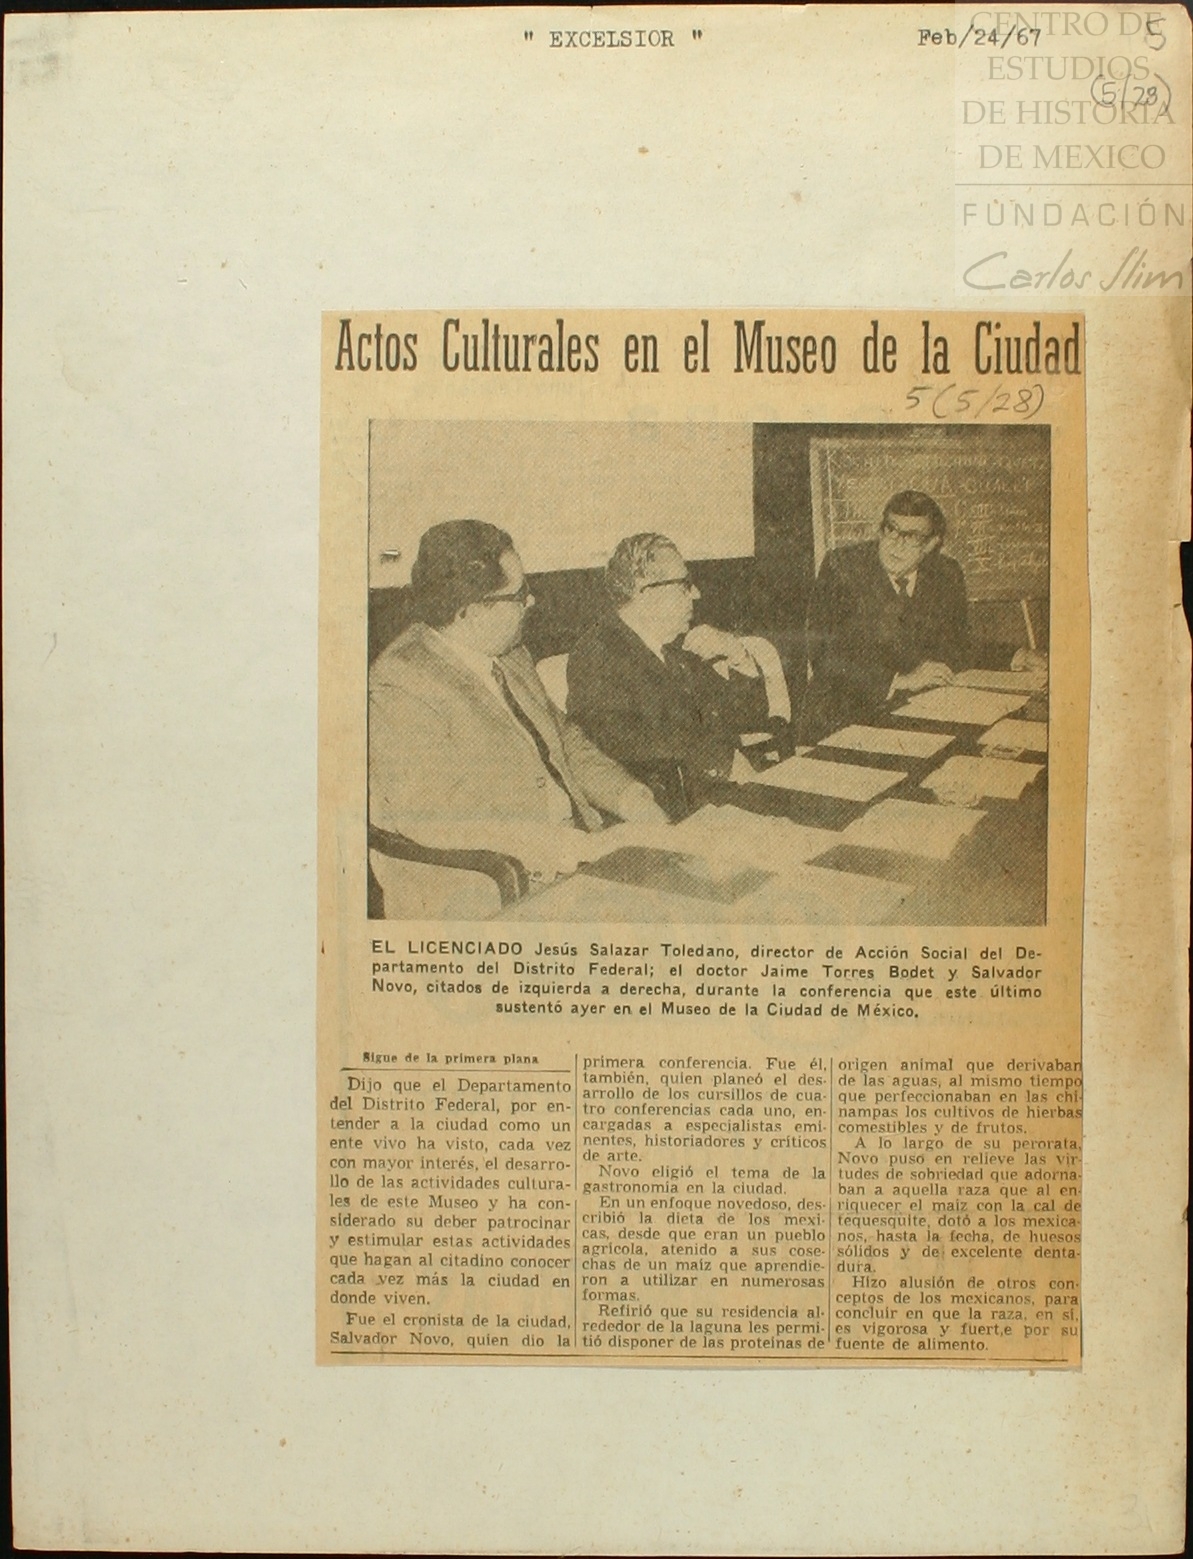 " EXCELSIOR "
Feb/24/67
5
(5/28)
CENTRO DE
ESTUDIOS
DE HISTORIA
DE MEXICO
FUNDACIÓN
Carlos Slim
Actos Culturales en el Museo de la Ciudad
5 (5/28)
EL LICENCIADO Jesús Salazar Toledano, director de Acción Social del De-
partamento del Distrito Federal; el doctor Jaime Torres Bodet y Salvador
Novo, citados de izquierda a derecha, durante la conferencia que este último
sustentó ayer en el Museo de la Ciudad de México.
Sigue de la primera plana
Dijo que el Departamento
del Distrito Federal, por en-
tender a la ciudad como un
ente vivo ha visto, cada vez
con mayor interés, el desarro-
llo de las actividades cultura-
les de este Museo y ha con-
siderado su deber patrocinar
y estimular estas actividades
que hagan al citadino conocer
cada vez más la ciudad en
donde viven.
Fue el cronista de la ciudad,
Salvador Novo, quien dio la
primera conferencia. Fue él,
también, quien planeó el des-
arrollo de los cursillos de cua-
tro conferencias cada uno, en-
cargadas a especialistas emi-
nentes, historiadores y críticos
de arte.
Novo eligió el tema de la
gastronomía en la ciudad.
En un enfoque novedoso, des-
cribió la dieta de los mexi-
cas, desde que eran un pueblo
agrícola, atenido a sus cose-
chas de un maíz que aprendie-
ron a utilizar en numerosas
formas.
Refirió que su residencia al-
rededor de la laguna les permi-
tió disponer de las proteínas de
origen animal que derivaban
de las aguas, al mismo tiempo
que perfeccionaban en las chi-
nampas los cultivos de hierbas
comestibles y de frutos.
A lo largo de su perorata,
Novo puso en relieve las vir-
tudes de sobriedad que adorna-
ban a aquella raza que al en-
riquecer el maíz con la cal de
tequesquite, dotó a los mexica-
nos, hasta la fecha, de huesos
sólidos y de excelente denta-
dura.
Hizo alusión de otros con-
ceptos de los mexicanos, para
concluir en que la raza, en sí,
es vigorosa y fuert,e por su
fuente de alimento.